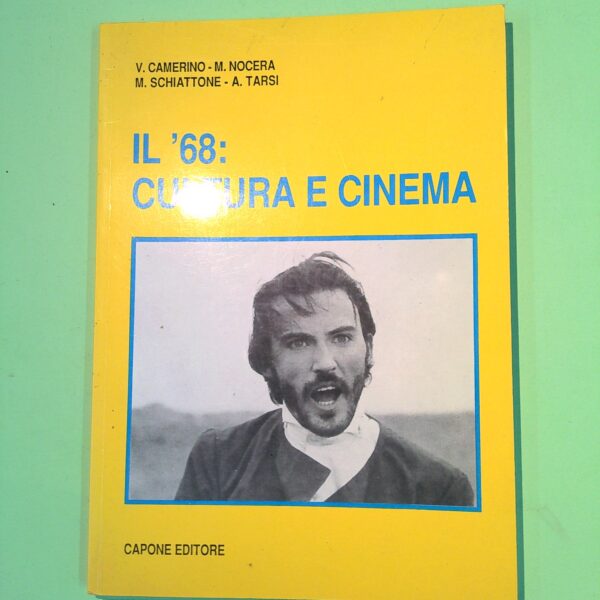 V. CAMERINO - M. NOCERA
M. SCHIATTONE - A. TARSI
IL '68:
CULTURA E CINEMA
CAPONE EDITORE